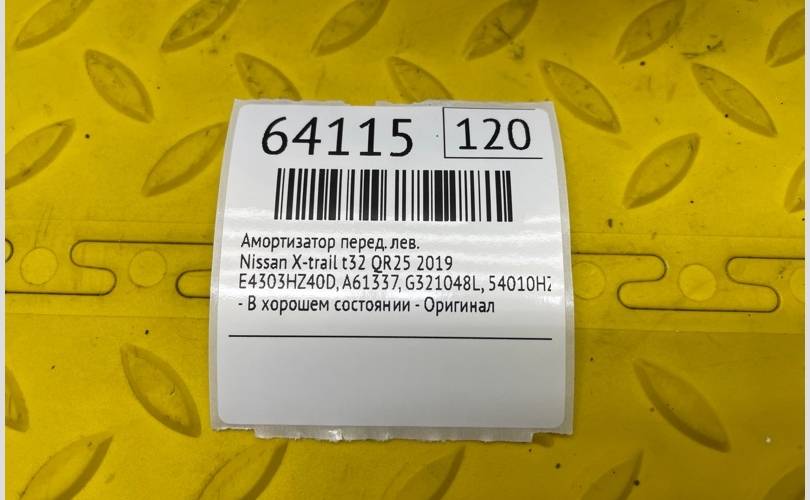 64115 120
Амортизатор перед. лев.
Nissan X-trail t32 QR25 2019
E4303HZ40D, A61337, G321048L, 54010HZ
- В хорошем состоянии - Оригинал